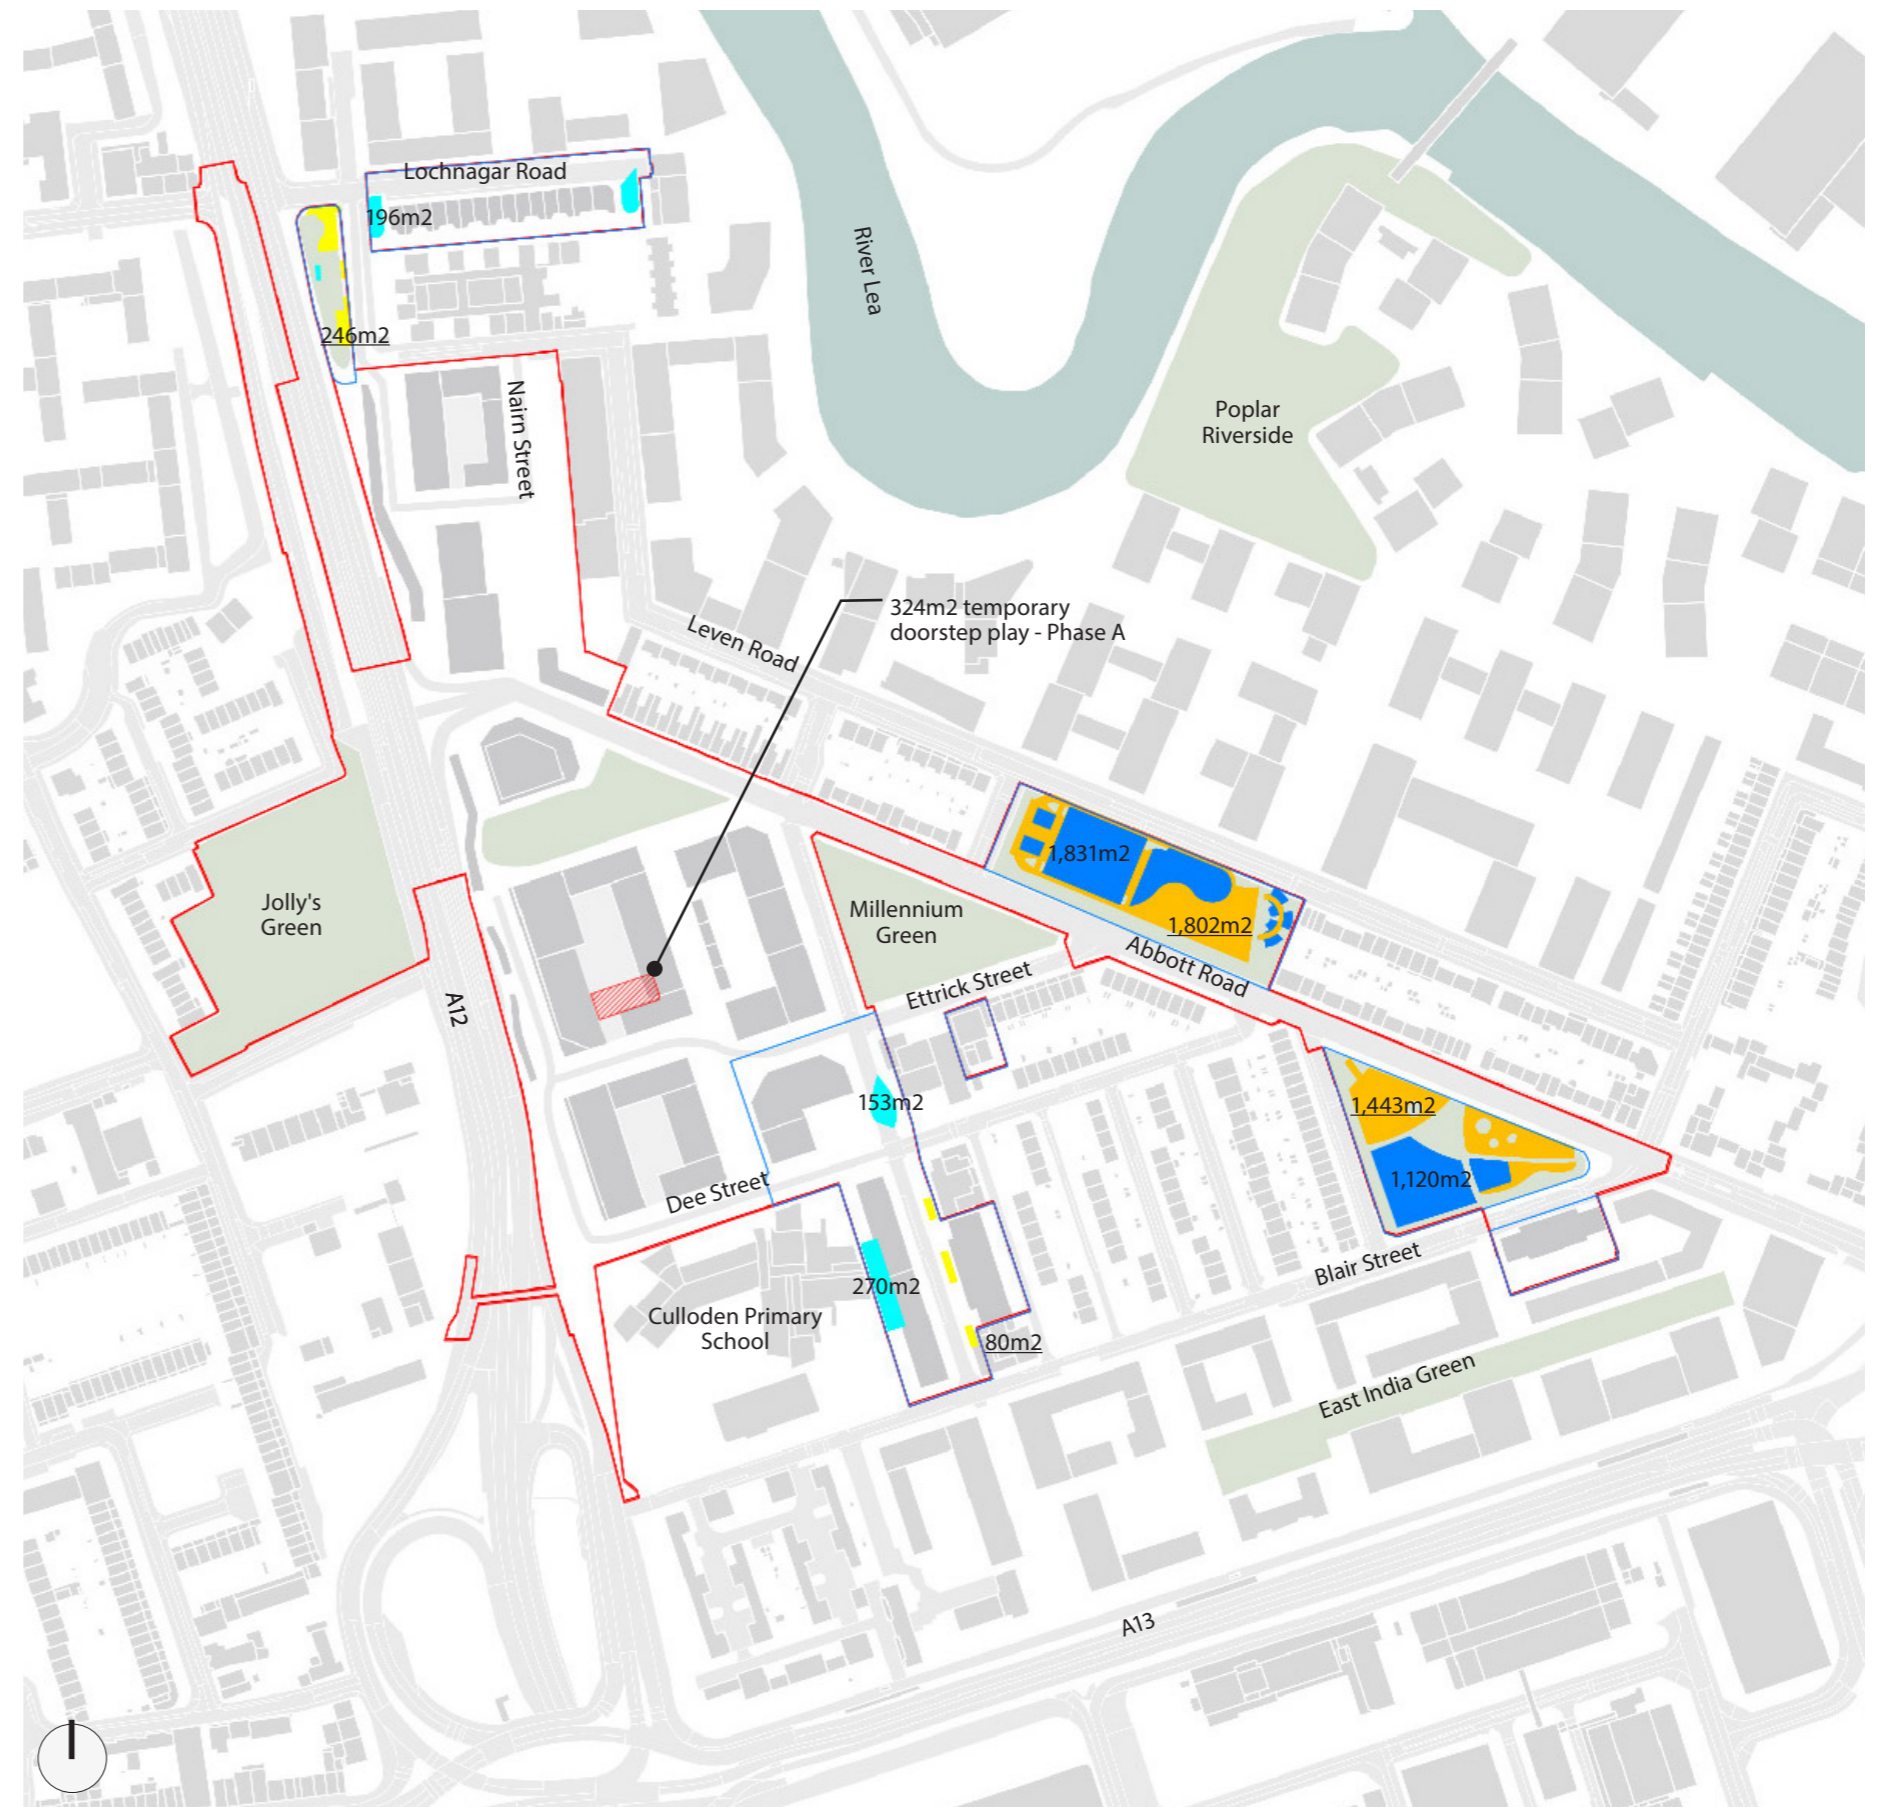 Lochnagar Road
196m2
246m2
River Lea
Nairn Street
Poplar
Riverside
324m2 temporary
doorstep play - Phase A
Leven Road
1,831m2
1,802m2
Jolly's
Green
Millennium
Green
Abbott Road
Ettrick Street
A12
153m2
1,443m2
1,120m2
Dee Street
Blair Street
270m2
Culloden Primary
School
80m2
East India Green
A13